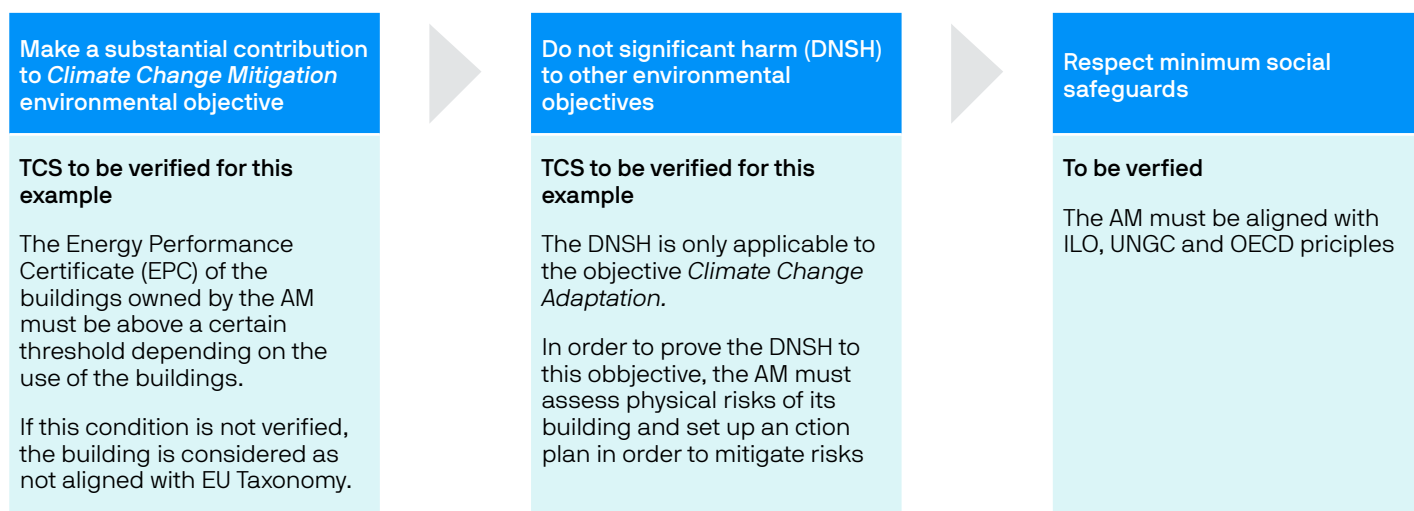 Make a substantial contribution
to Climate Change Mitigation
environmental objective
TCS to be verified for this
example
The Energy Performance
Certificate (EPC) of the
buildings owned by the AM
must be above a certain
threshold depending on the
use of the buildings.
If this condition is not verified,
the building is considered as
not aligned with EU Taxonomy.
Do not significant harm (DNSH)
to other environmental
objectives
TCS to be verified for this
example
The DNSH is only applicable to
the objective Climate Change
Adaptation.
In order to prove the DNSH to
this obbjective, the AM must
assess physical risks of its
building and set up an ction
plan in order to mitigate risks
Respect minimum social
safeguards
To be verfied
The AM must be aligned with
ILO, UNGC and OECD priciples